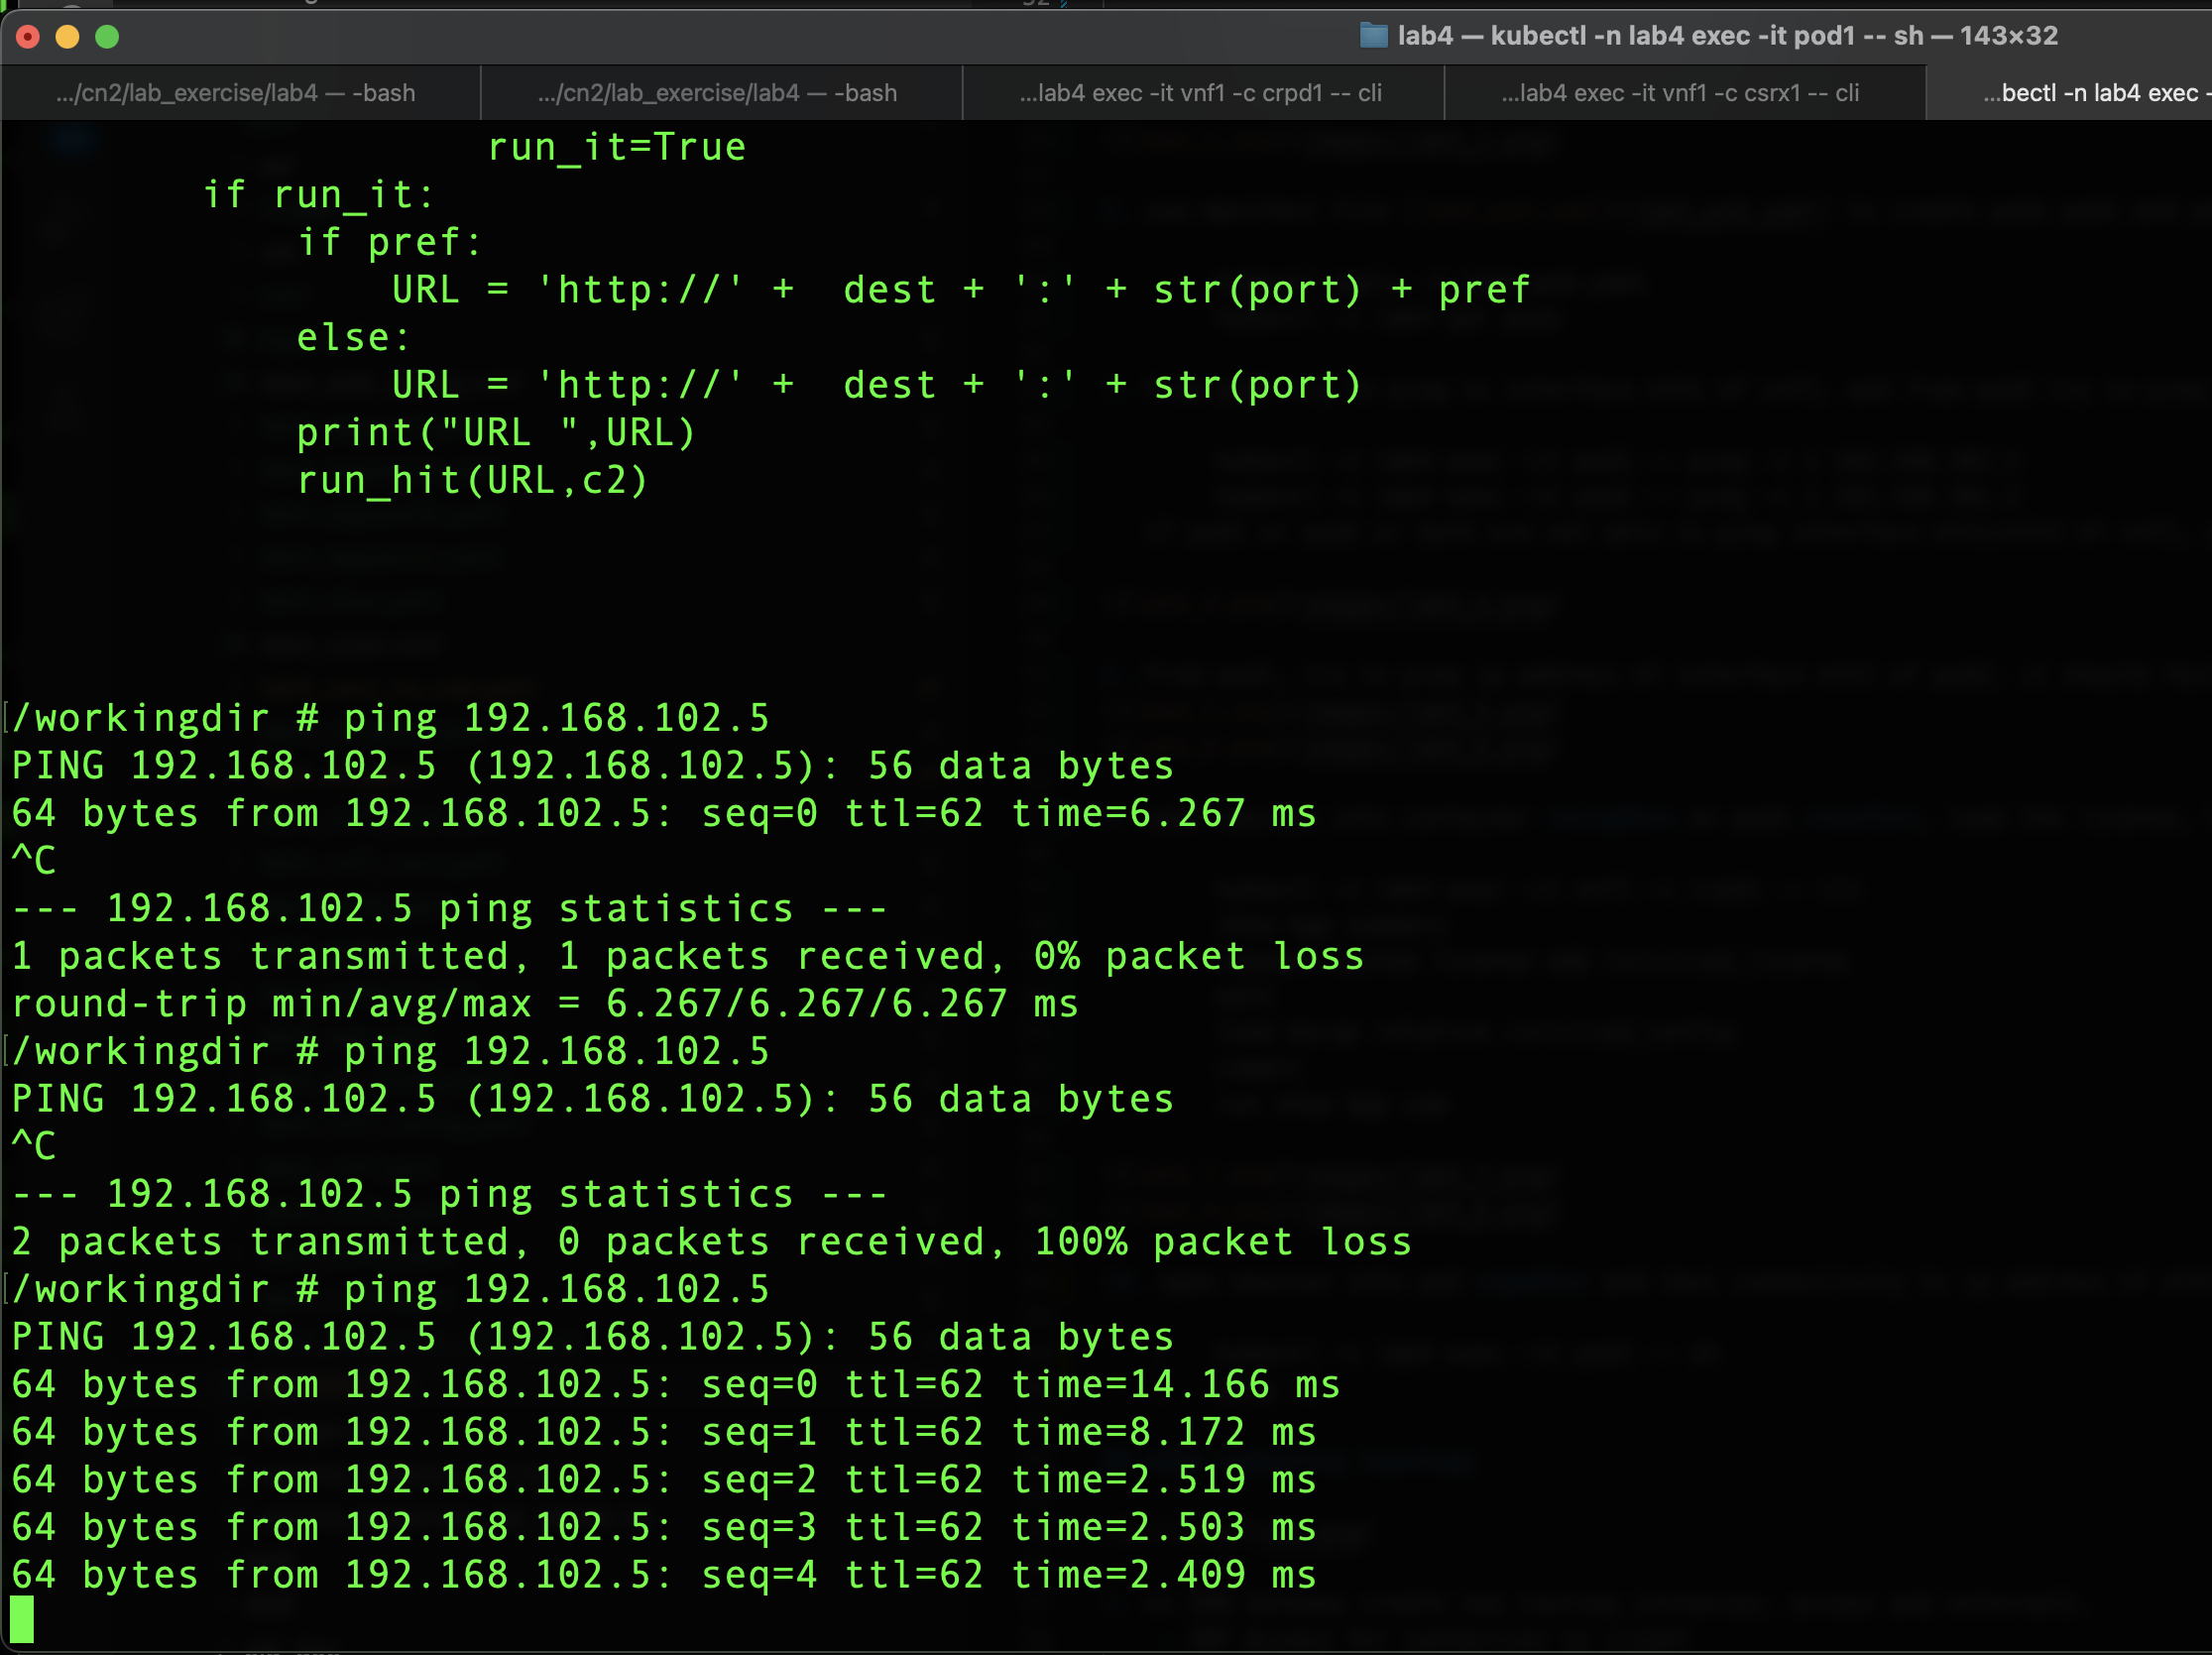 lab4 — kubectl -n lab4 exec -it pod1 -- sh — 143×32
.../cn2/lab_exercise/lab4 — -bash
.../cn2/lab_exercise/lab4 — -bash
...lab4 exec -it vnf1 -c crpd1 -- cli
...lab4 exec -it vnf1 -c csrx1 -- cli
...bectl -n lab4 exec -
run_it=True
if run_it:
if pref:
URL = 'http://' +  dest + ':' + str(port) + pref
else:
URL = 'http://' +  dest + ':' + str(port)
print("URL ",URL)
run_hit(URL,c2)
[/workingdir # ping 192.168.102.5
PING 192.168.102.5 (192.168.102.5): 56 data bytes
64 bytes from 192.168.102.5: seq=0 ttl=62 time=6.267 ms
^C
--- 192.168.102.5 ping statistics ---
1 packets transmitted, 1 packets received, 0% packet loss
round-trip min/avg/max = 6.267/6.267/6.267 ms
[/workingdir # ping 192.168.102.5
PING 192.168.102.5 (192.168.102.5): 56 data bytes
^C
--- 192.168.102.5 ping statistics ---
2 packets transmitted, 0 packets received, 100% packet loss
[/workingdir # ping 192.168.102.5
PING 192.168.102.5 (192.168.102.5): 56 data bytes
64 bytes from 192.168.102.5: seq=0 ttl=62 time=14.166 ms
64 bytes from 192.168.102.5: seq=1 ttl=62 time=8.172 ms
64 bytes from 192.168.102.5: seq=2 ttl=62 time=2.519 ms
64 bytes from 192.168.102.5: seq=3 ttl=62 time=2.503 ms
64 bytes from 192.168.102.5: seq=4 ttl=62 time=2.409 ms